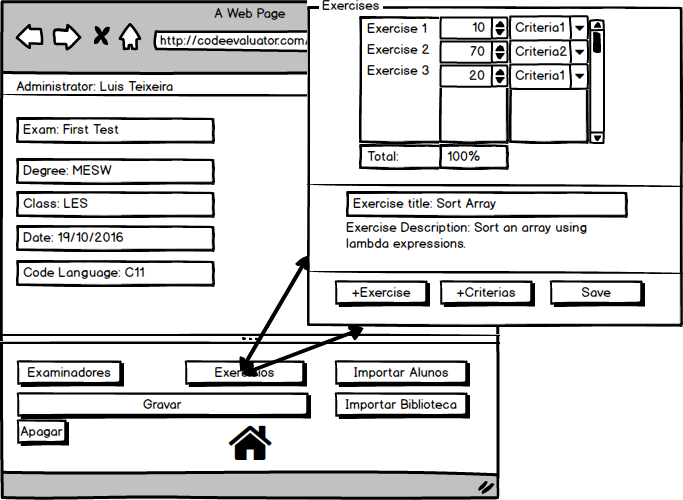 A Web Page
http://codeevaluator.com/
Administrator: Luis Teixeira
Exam: First Test
Degree: MESW
Class: LES
Date: 19/10/2016
Code Language: C11
Exercises
Exercise 1 10 Criteria1
Exercise 2 70 Criteria2
Exercise 3 20 Criteria1
Total: 100%
Exercise title: Sort Array
Exercise Description: Sort an array using
lambda expressions.
+Exercise +Criterias Save
Examinadores Exercícios Importar Alunos
Gravar Importar Biblioteca
Apagar